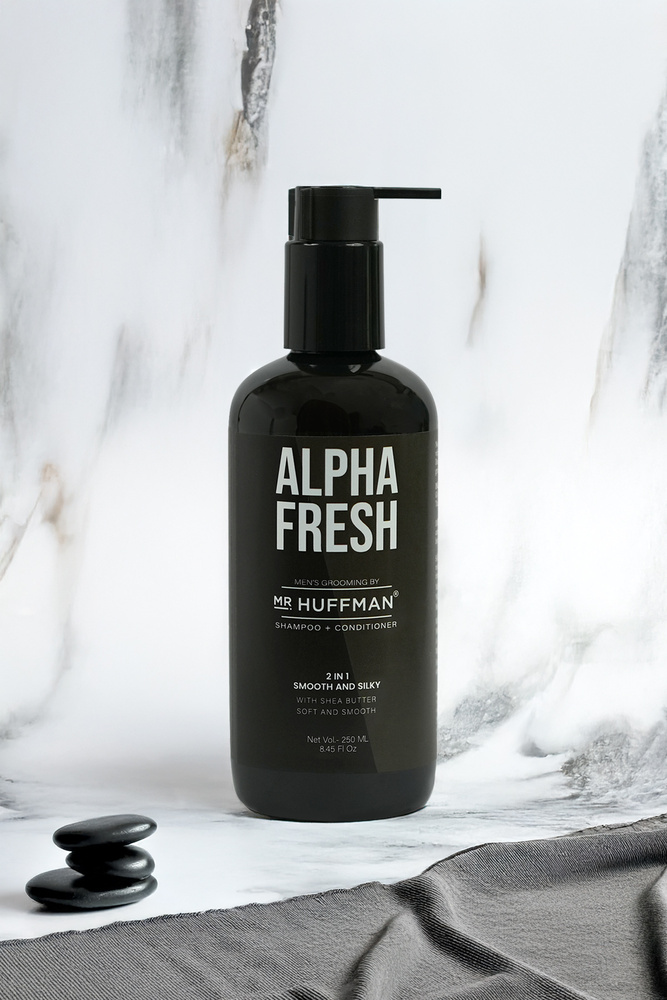 ALPHA
FRESH
MEN'S GROOMING BY
MR. HUFFMAN®
SHAMPOO + CONDITIONER
2 IN 1
SMOOTH AND SILKY
WITH SHEA BUTTER
SOFT AND SMOOTH
Net Vol.- 250 ML
8.45 Fl Oz